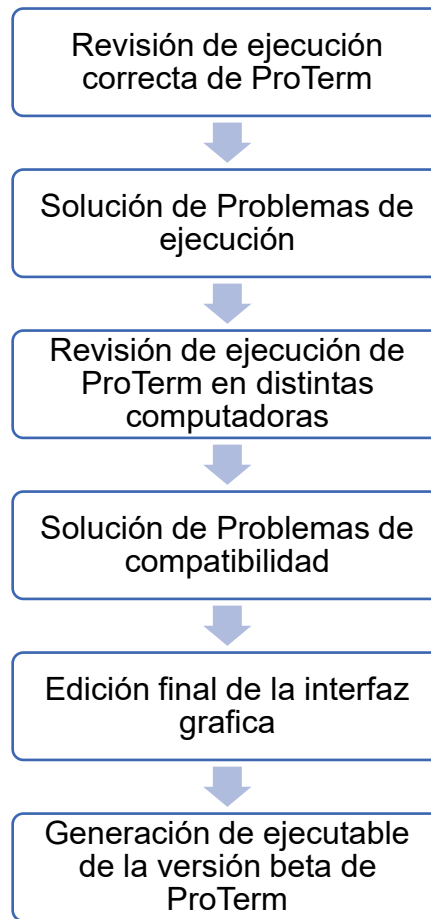 Revisión de ejecución
correcta de ProTerm
Solución de Problemas de
ejecución
Revisión de ejecución de
ProTerm en distintas
computadoras
Solución de Problemas de
compatibilidad
Edición final de la interfaz
grafica
Generación de ejecutable
de la versión beta de
ProTerm